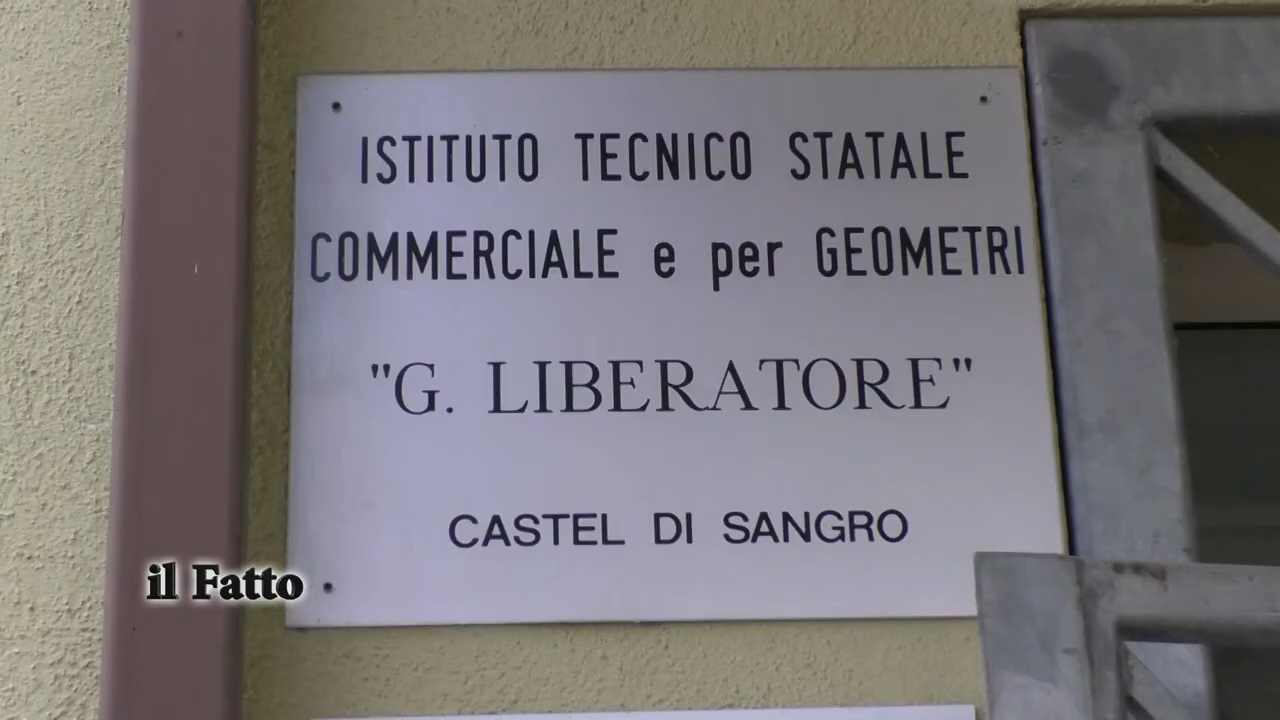 ISTITUTO TECNICO STATALE
COMMERCIALE e per GEOMETRI
"G. LIBERATORE"
CASTEL DI SANGRO
il Fatto